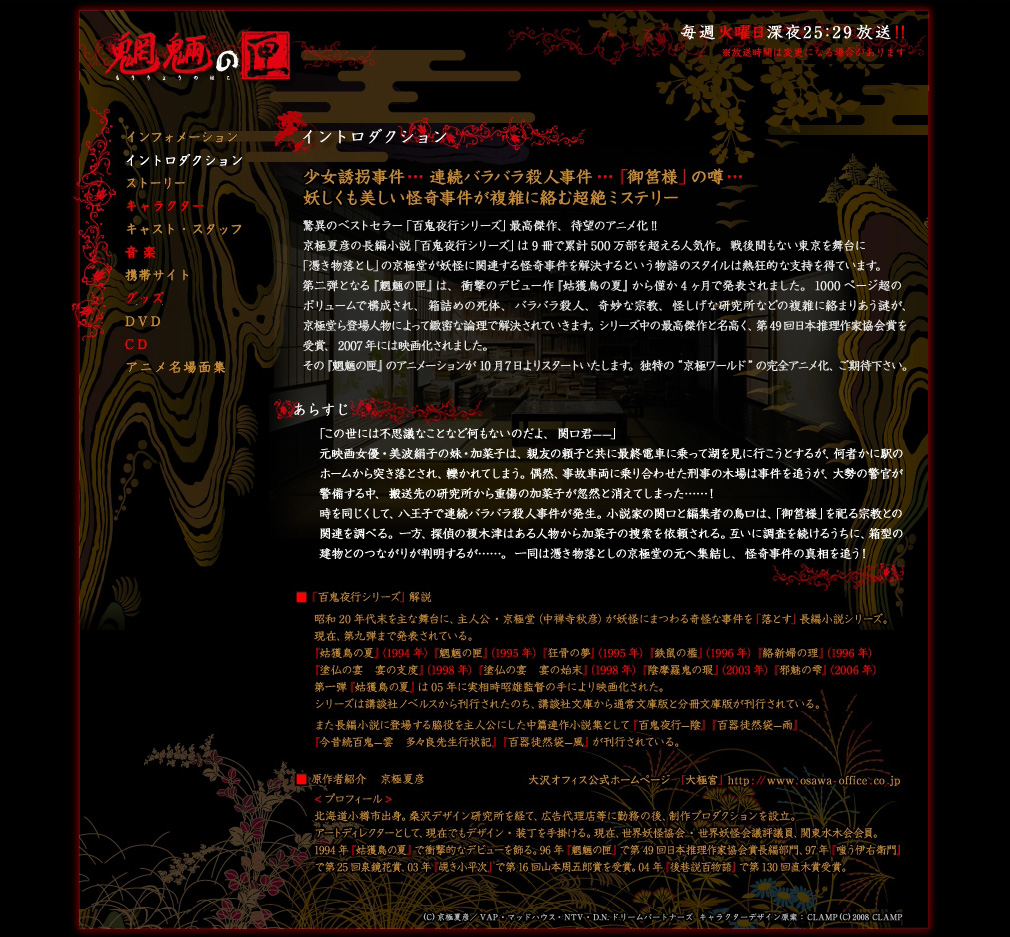 魍魎の匣
もうりょうのはこ
毎週火曜日深夜25:29放送!!
※放送時間は変更になる場合があります
インフォメーション
イントロダクション
ストーリー
キャラクター
キャスト・スタッフ
音楽
携帯サイト
グッズ
DVD
CD
アニメ名場面集
イントロダクション
少女誘拐事件…連続バラバラ殺人事件…「御筥様」の噂…
妖しくも美しい怪奇事件が複雑に絡む超絶ミステリー
驚異のベストセラー「百鬼夜行シリーズ」最高傑作、待望のアニメ化!!
京極夏彦の長編小説「百鬼夜行シリーズ」は9冊で累計500万部を超える人気作。戦後間もない東京を舞台に
「憑き物落とし」の京極堂が妖怪に関連する怪奇事件を解決するという物語のスタイルは熱狂的な支持を得ています。
第二弾となる『魍魎の匣』は、衝撃のデビュー作『姑獲鳥の夏』から僅か4ヶ月で発表されました。1000ページ超の
ボリュームで構成され、箱詰めの死体、バラバラ殺人、奇妙な宗教、怪しげな研究所などの複雑に絡まりあう謎が、
京極堂ら登場人物によって緻密な論理で解決されていきます。シリーズ中の最高傑作と名高く、第49回日本推理作家協会賞を
受賞、2007年には映画化されました。
その『魍魎の匣』のアニメーションが10月7日よりスタートいたします。独特の“京極ワールド”の完全アニメ化、ご期待下さい。
あらすじ
「この世には不思議なことなど何もないのだよ、関口君――」
元映画女優・美波絹子の妹・加菜子は、親友の頼子と共に最終電車に乗って湖を見に行こうとするが、何者かに駅の
ホームから突き落とされ、轢かれてしまう。偶然、事故車両に乗り合わせた刑事の木場は事件を追うが、大勢の警官が
警備する中、搬送先の研究所から重傷の加菜子が忽然と消えてしまった……!
時を同じくして、八王子で連続バラバラ殺人事件が発生。小説家の関口と編集者の鳥口は、「御筥様」を祀る宗教との
関連を調べる。一方、探偵の榎木津はある人物から加菜子の捜索を依頼される。互いに調査を続けるうちに、箱型の
建物とのつながりが判明するが……。一同は憑き物落としの京極堂の元へ集結し、怪奇事件の真相を追う!
■「百鬼夜行シリーズ」解説
昭和20年代末を主な舞台に、主人公・京極堂(中禅寺秋彦)が妖怪にまつわる奇怪な事件を「落とす」長編小説シリーズ。
現在、第九弾まで発表されている。
『姑獲鳥の夏』(1994年)『魍魎の匣』(1995年)『狂骨の夢』(1995年)『鉄鼠の檻』(1996年)『絡新婦の理』(1996年)
『塗仏の宴 宴の支度』(1998年)『塗仏の宴 宴の始末』(1998年)『陰摩羅鬼の瑕』(2003年)『邪魅の雫』(2006年)
第一弾『姑獲鳥の夏』は05年に実相時昭雄監督の手により映画化された。
シリーズは講談社ノベルスから刊行されたのち、講談社文庫から通常文庫版と分冊文庫版が刊行されている。
また長編小説に登場する脇役を主人公にした中篇連作小説集として『百鬼夜行―陰』『百器徒然袋―雨』
『今昔続百鬼―雲 多々良先生行状記』『百器徒然袋―風』が刊行されている。
■原作者紹介 京極夏彦
大沢オフィス公式ホームページ 「大極宮」http://www.osawa-office.co.jp
<プロフィール>
北海道小樽市出身。桑沢デザイン研究所を経て、広告代理店等に勤務の後、制作プロダクションを設立。
アートディレクターとして、現在でもデザイン・装丁を手掛ける。現在、世界妖怪協会・世界妖怪会議評議員、関東水木会会員。
1994年『姑獲鳥の夏』で衝撃的なデビューを飾る。96年『魍魎の匣』で第49回日本推理作家協会賞長編部門、97年『嗤う伊右衛門』
で第25回泉鏡花賞、03年『覘き小平次』で第16回山本周五郎賞を受賞。04年『後巷説百物語』で第130回直木賞受賞。
(C)京極夏彦／VAP・マッドハウス・NTV・D.N.ドリームパートナーズ キャラクターデザイン原案：CLAMP (C) 2008 CLAMP